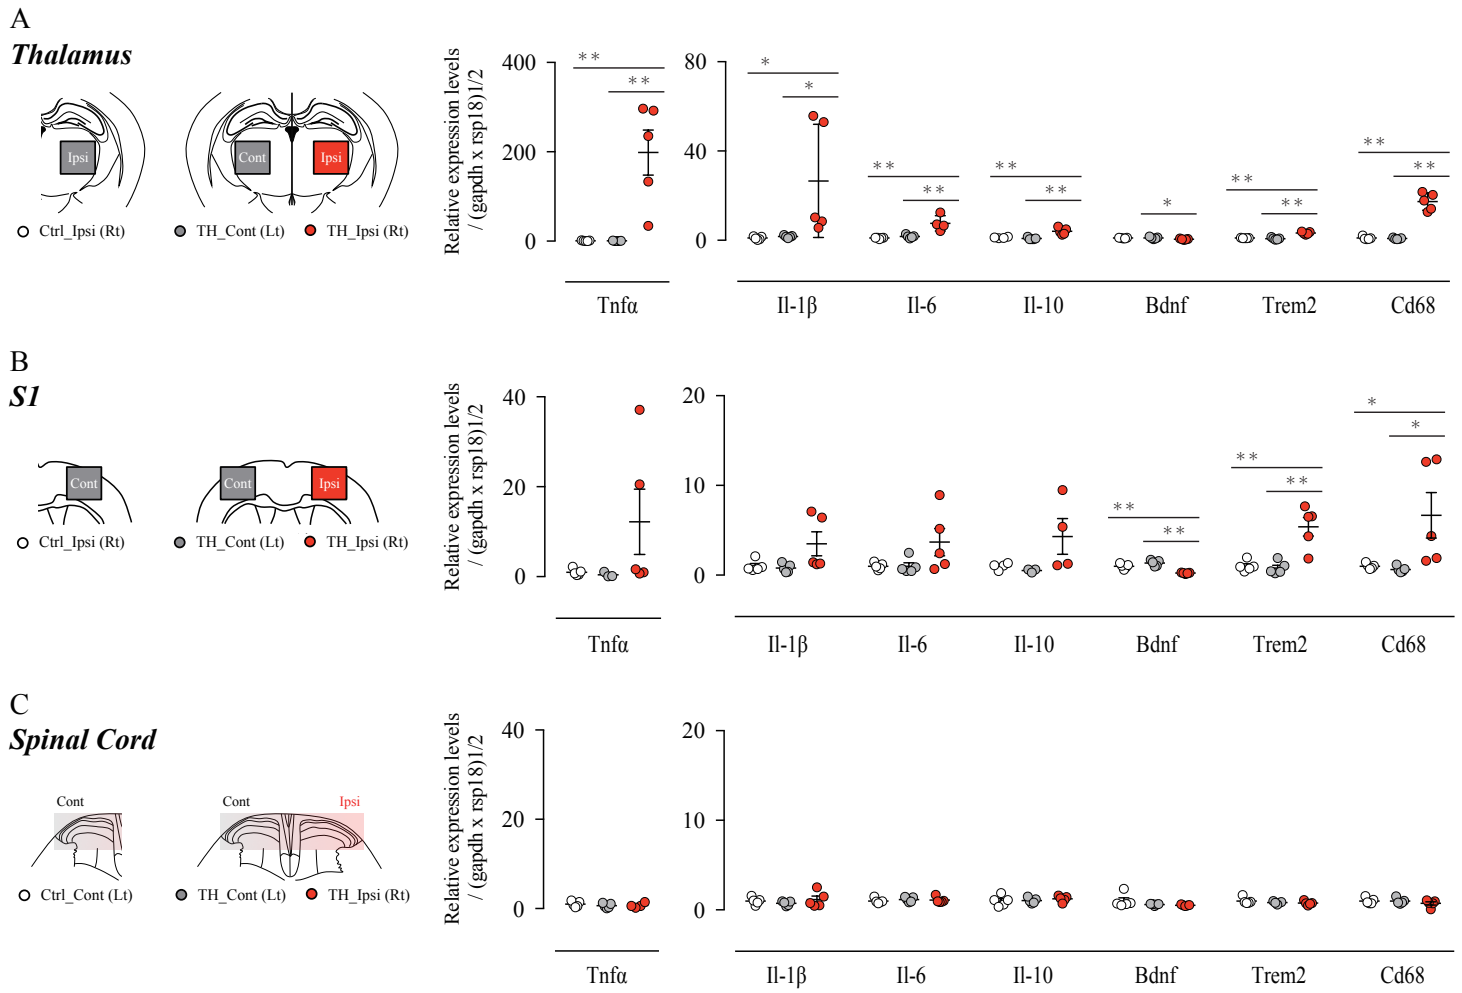 A
Thalamus
Ipsi
Cont
Ipsi
Ctrl_Ipsi (Rt)
TH_Cont (Lt)
TH_Ipsi (Rt)
Relative expression levels
/ (gapdh x rsp18)1/2
400
200
0
**
**
Tnfα
80
40
0
*
*
**
**
**
**
*
**
**
**
**
Il-1β
Il-6
Il-10
Bdnf
Trem2
Cd68
B
S1
Cont
Cont
Ipsi
Ctrl_Ipsi (Rt)
TH_Cont (Lt)
TH_Ipsi (Rt)
Relative expression levels
/ (gapdh x rsp18)1/2
40
20
0
Tnfα
20
10
0
**
**
**
**
*
*
Il-1β
Il-6
Il-10
Bdnf
Trem2
Cd68
C
Spinal Cord
Cont
Cont
Ipsi
Ctrl_Cont (Lt)
TH_Cont (Lt)
TH_Ipsi (Rt)
Relative expression levels
/ (gapdh x rsp18)1/2
40
20
0
Tnfα
20
10
0
Il-1β
Il-6
Il-10
Bdnf
Trem2
Cd68